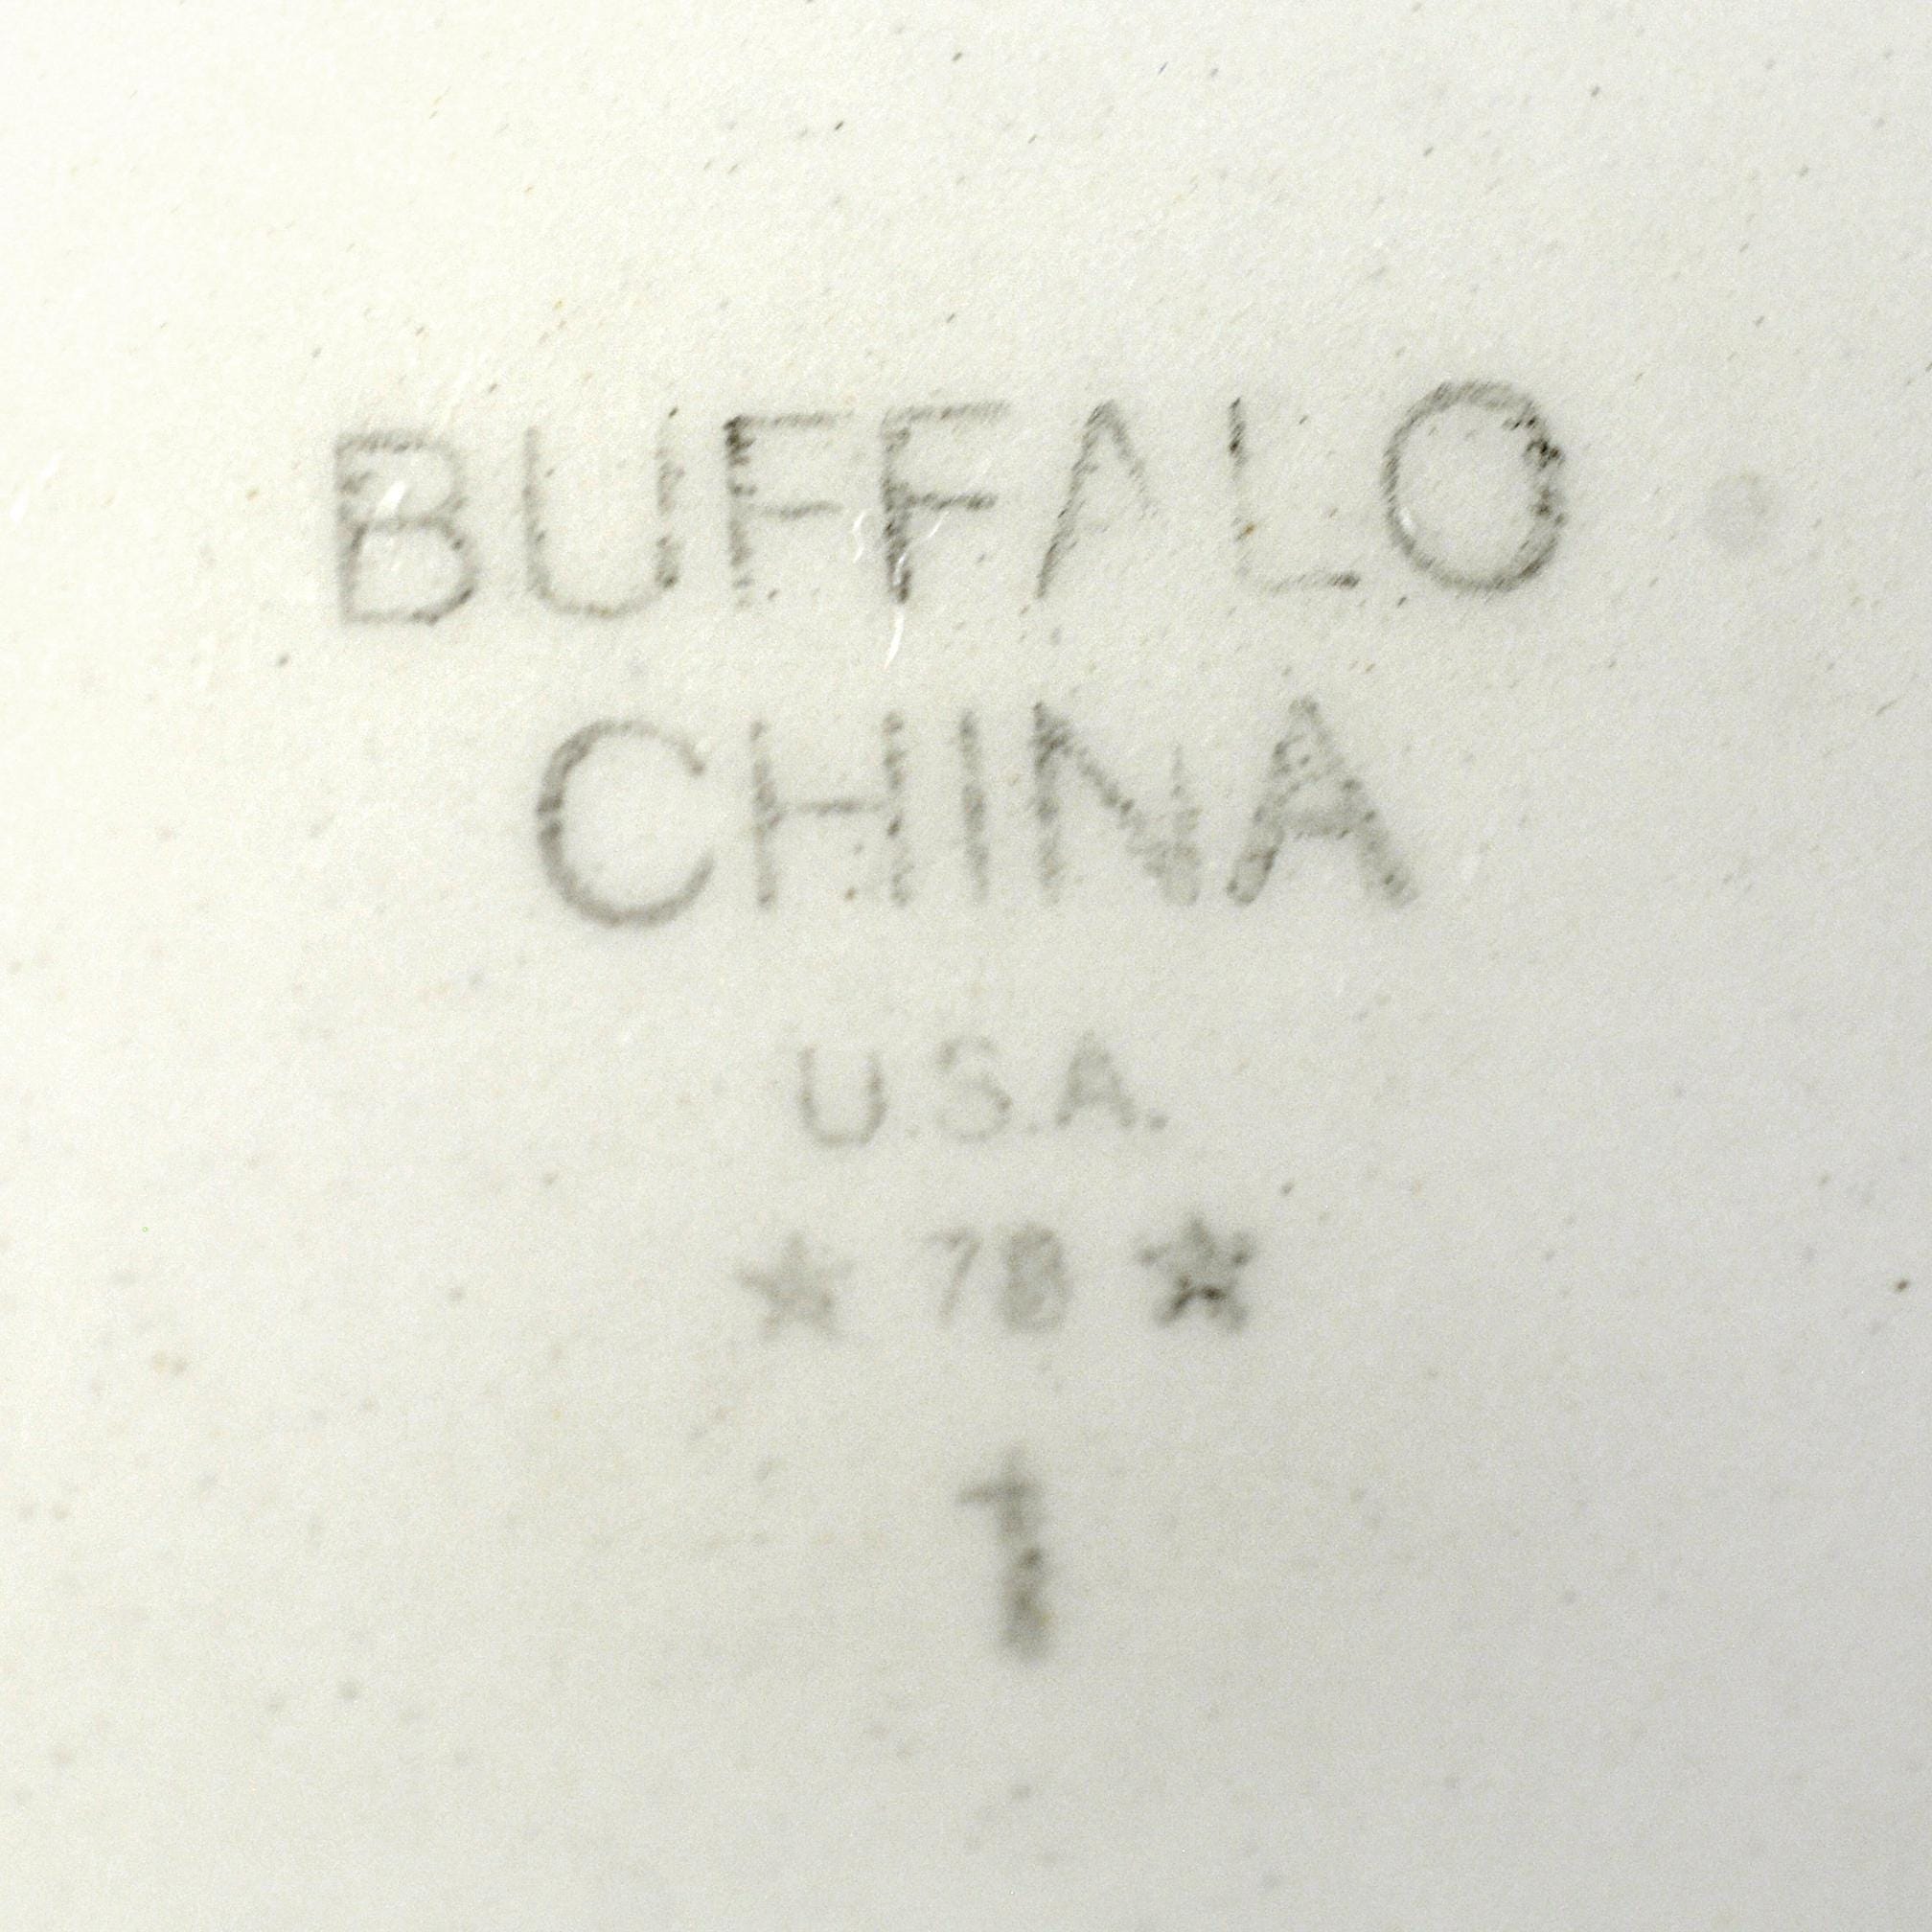 BUFFALO
CHINA
U.S.A.
★ 78 ★
1